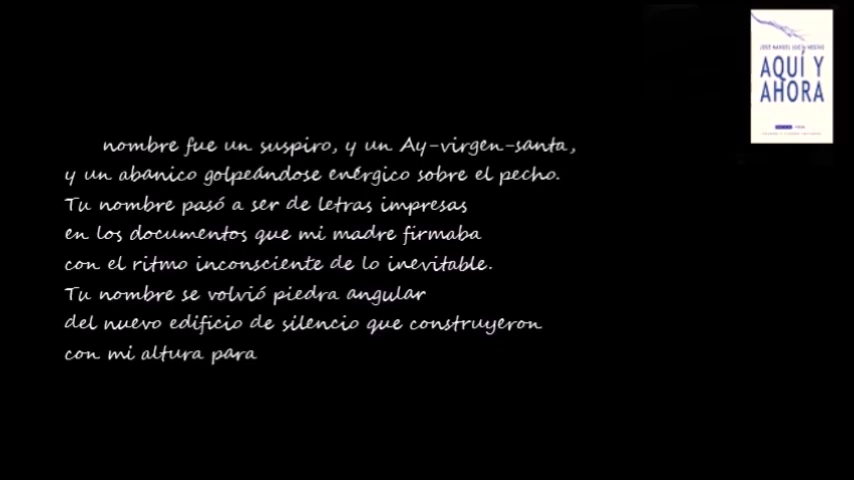 nombre fue un suspiro, y un Ay-virgen-santa,
y un abanico golpeándose enérgico sobre el pecho.
Tu nombre pasó a ser de letras impresas
en los documentos que mi madre firmaba
con el ritmo inconsciente de lo inevitable.
Tu nombre se volvió piedra angular
del nuevo edificio de silencio que construyeron
con mi altura para
AQUÍ Y
AHORA